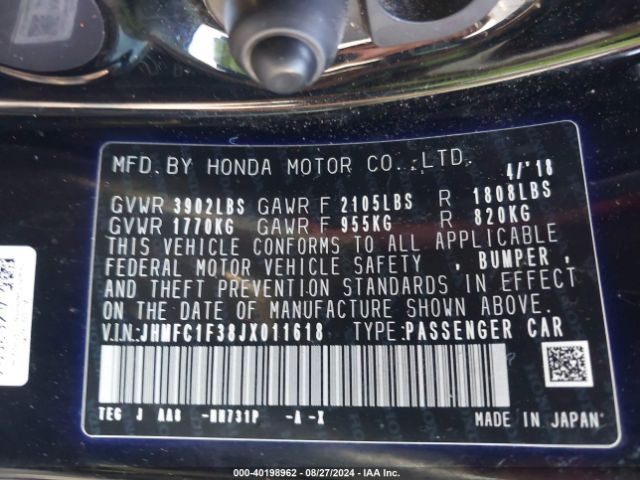 MFD.BY HONDA MOTOR CO.,LTD. 4/'18
GVWR 3902LBS GAWR F 2105LBS R 1808LBS
GVWR 1770KG GAWR F 955KG R 820KG
THIS VEHICLE CONFORMS TO ALL APPLICABLE
FEDERAL MOTOR VEHICLE SAFETY , BUMPER ,
AND THEFT PREVENTION STANDARDS IN EFFECT
ON THE DATE OF MANUFACTURE SHOWN ABOVE.
V.I.N:JHMFC1F38JX011618 TYPE:PASSENGER CAR
TEG J AA8 -NH731P -A -X MADE IN JAPAN
000-40198962 | 08/27/2024 | IAA Inc.